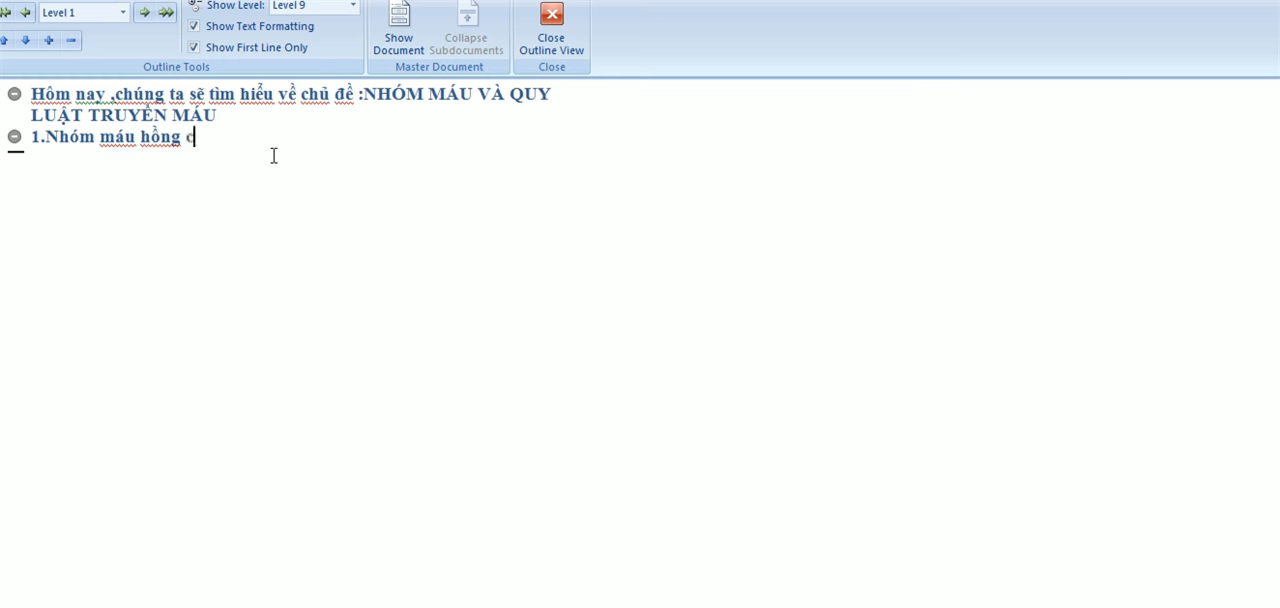 Level 1
Show Level: Level 9
Show Text Formatting
Show First Line Only
Outline Tools
Show Document
Collapse Subdocuments
Master Document
Close Outline View
Close
Hôm nay ,chúng ta sẽ tìm hiểu về chủ đề :NHÓM MÁU VÀ QUY
LUẬT TRUYỀN MÁU
1.Nhóm máu hồng c